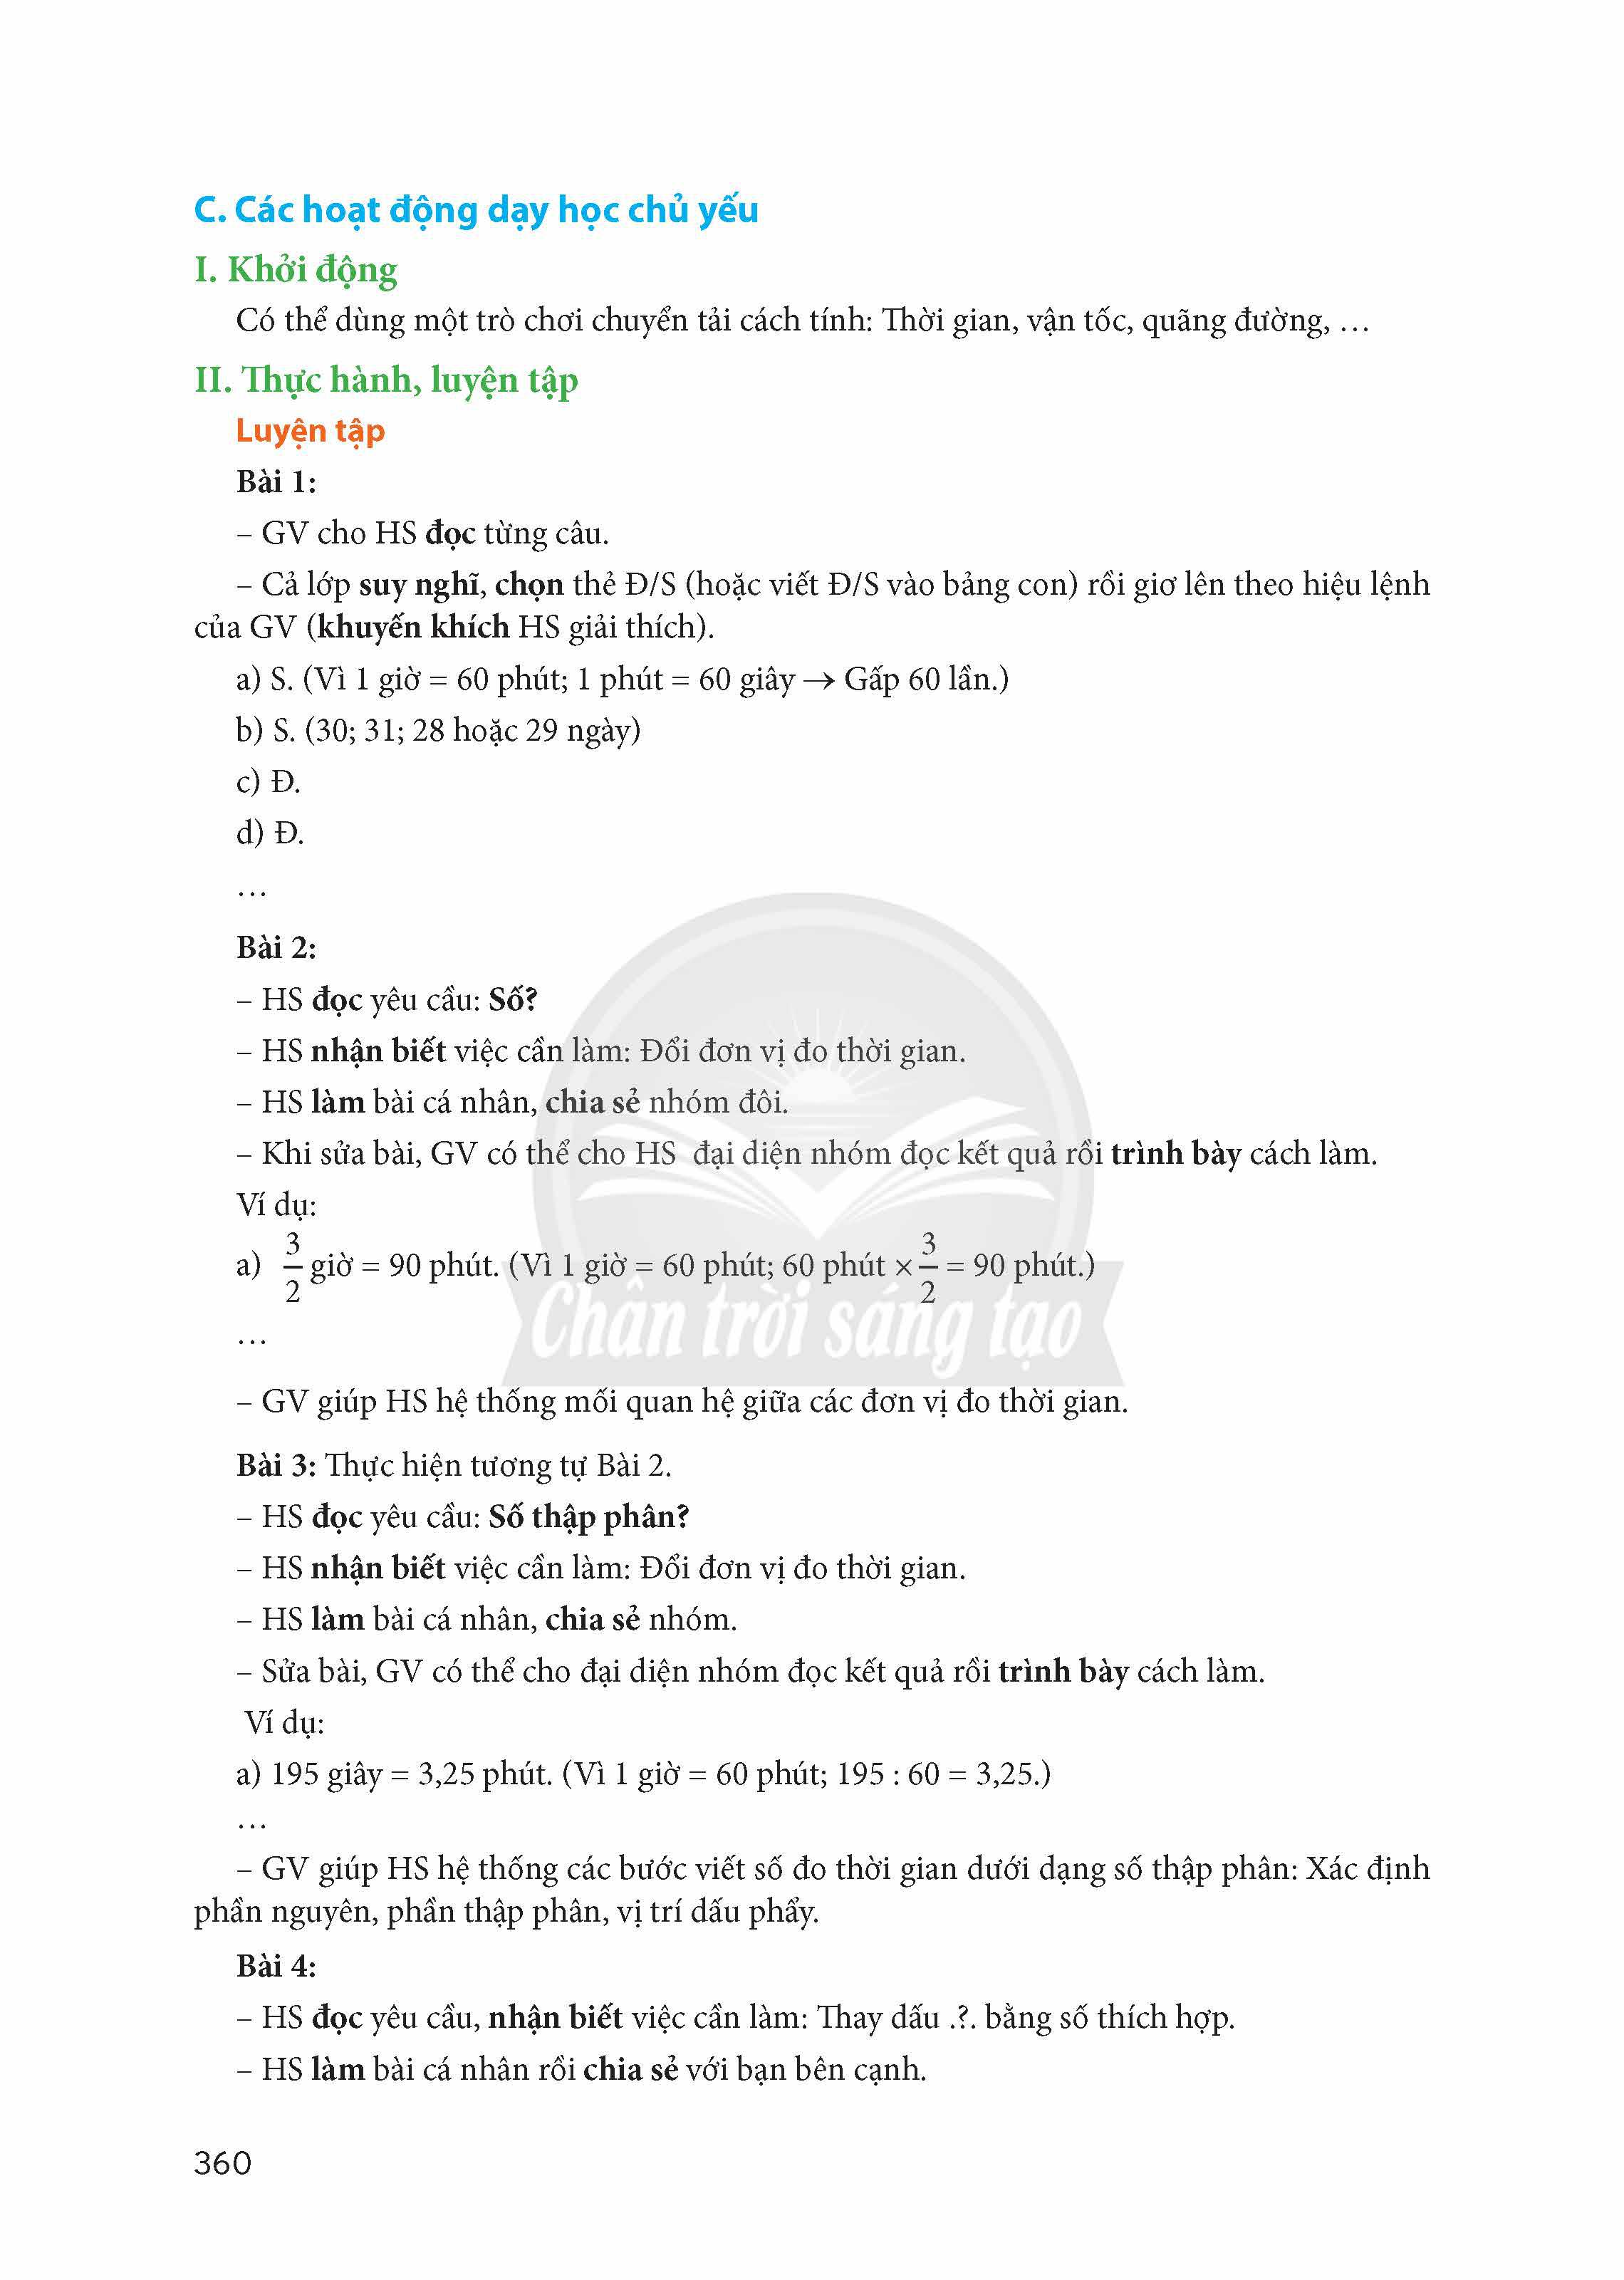 C. Các hoạt động dạy học chủ yếu
I. Khởi động
Có thể dùng một trò chơi chuyển tải cách tính: Thời gian, vận tốc, quãng đường, …
II. Thực hành, luyện tập
Luyện tập
Bài 1:
– GV cho HS đọc từng câu.
– Cả lớp suy nghĩ, chọn thẻ Đ/S (hoặc viết Đ/S vào bảng con) rồi giơ lên theo hiệu lệnh
của GV (khuyến khích HS giải thích).
a) S. (Vì 1 giờ = 60 phút; 1 phút = 60 giây → Gấp 60 lần.)
b) S. (30; 31; 28 hoặc 29 ngày)
c) Đ.
d) Đ.
…
Bài 2:
– HS đọc yêu cầu: Số?
– HS nhận biết việc cần làm: Đổi đơn vị đo thời gian.
– HS làm bài cá nhân, chia sẻ nhóm đôi.
– Khi sửa bài, GV có thể cho HS đại diện nhóm đọc kết quả rồi trình bày cách làm.
Ví dụ:
a) 3/2 giờ = 90 phút. (Vì 1 giờ = 60 phút; 60 phút × 3/2 = 90 phút.)
Chân trời sáng tạo
…
– GV giúp HS hệ thống mối quan hệ giữa các đơn vị đo thời gian.
Bài 3: Thực hiện tương tự Bài 2.
– HS đọc yêu cầu: Số thập phân?
– HS nhận biết việc cần làm: Đổi đơn vị đo thời gian.
– HS làm bài cá nhân, chia sẻ nhóm.
– Sửa bài, GV có thể cho đại diện nhóm đọc kết quả rồi trình bày cách làm.
Ví dụ:
a) 195 giây = 3,25 phút. (Vì 1 giờ = 60 phút; 195 : 60 = 3,25.)
…
– GV giúp HS hệ thống các bước viết số đo thời gian dưới dạng số thập phân: Xác định
phần nguyên, phần thập phân, vị trí dấu phẩy.
Bài 4:
– HS đọc yêu cầu, nhận biết việc cần làm: Thay dấu .?. bằng số thích hợp.
– HS làm bài cá nhân rồi chia sẻ với bạn bên cạnh.
360